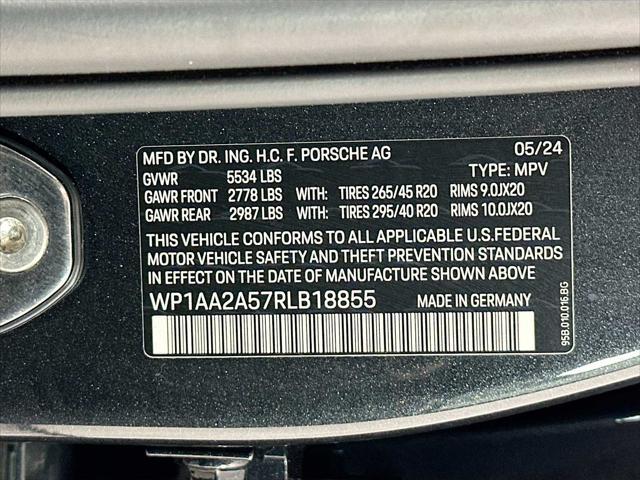 MFD BY DR. ING. H.C. F. PORSCHE AG 05/24
GVWR 5534 LBS TYPE: MPV
GAWR FRONT 2778 LBS WITH: TIRES 265/45 R20 RIMS 9.0JX20
GAWR REAR 2987 LBS WITH: TIRES 295/40 R20 RIMS 10.0JX20
THIS VEHICLE CONFORMS TO ALL APPLICABLE U.S.FEDERAL
MOTOR VEHICLE SAFETY AND THEFT PREVENTION STANDARDS
IN EFFECT ON THE DATE OF MANUFACTURE SHOWN ABOVE
WP1AA2A57RLB18855 MADE IN GERMANY
95B.010.016.BG